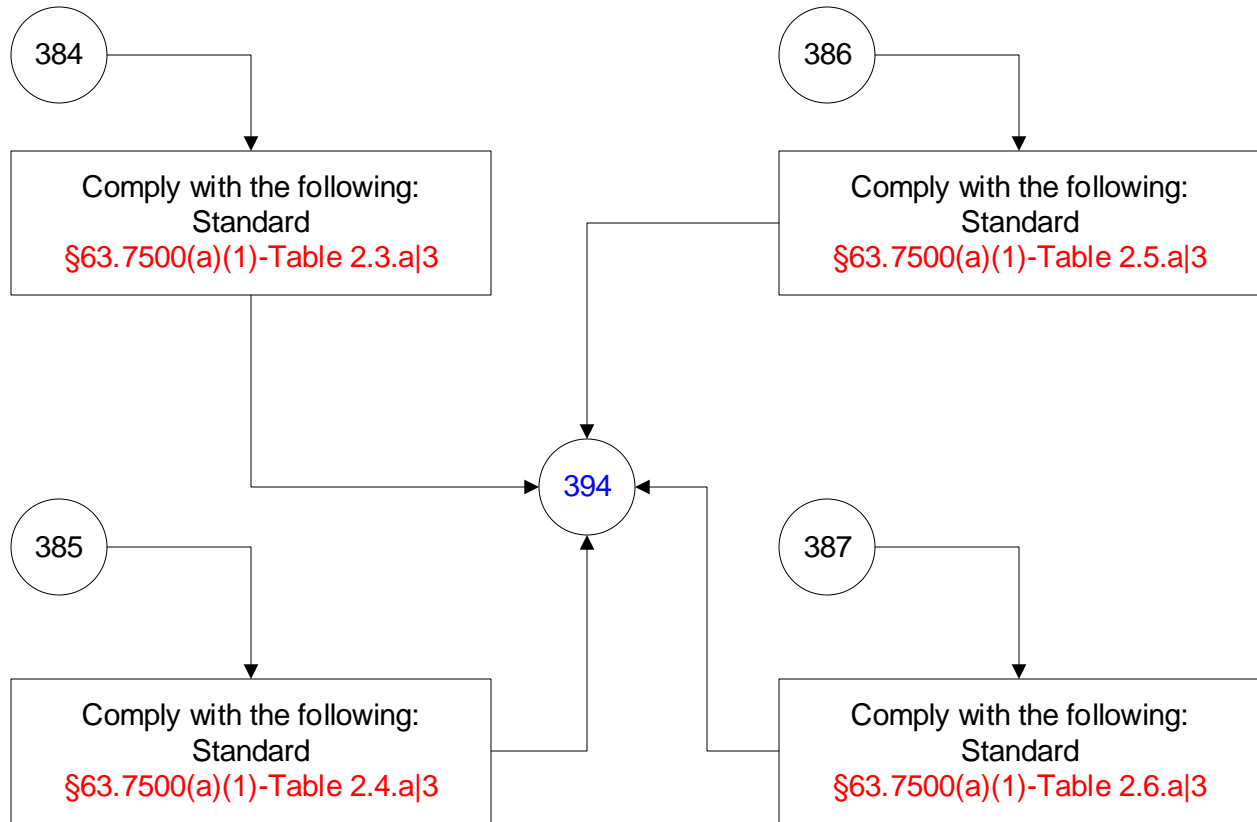 384
Comply with the following:
Standard
§63.7500(a)(1)-Table 2.3.a|3
386
Comply with the following:
Standard
§63.7500(a)(1)-Table 2.5.a|3
394
385
Comply with the following:
Standard
§63.7500(a)(1)-Table 2.4.a|3
387
Comply with the following:
Standard
§63.7500(a)(1)-Table 2.6.a|3